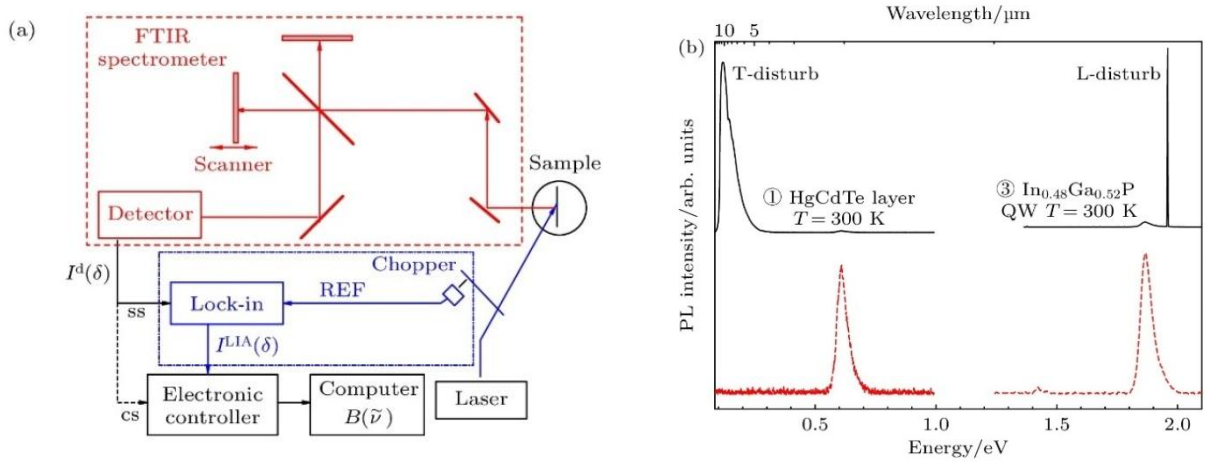 (a)
FTIR
spectrometer
Scanner
Detector
Sample
I^d(δ)
Chopper
REF
Lock-in
ss
I^LIA(δ)
cs
Electronic
controller
Computer
B(ν̃)
Laser
Wavelength/μm
10 5
(b)
T-disturb
L-disturb
① HgCdTe layer
T = 300 K
③ In0.48Ga0.52P
QW T = 300 K
PL intensity/arb. units
0.5 1.0 1.5 2.0
Energy/eV